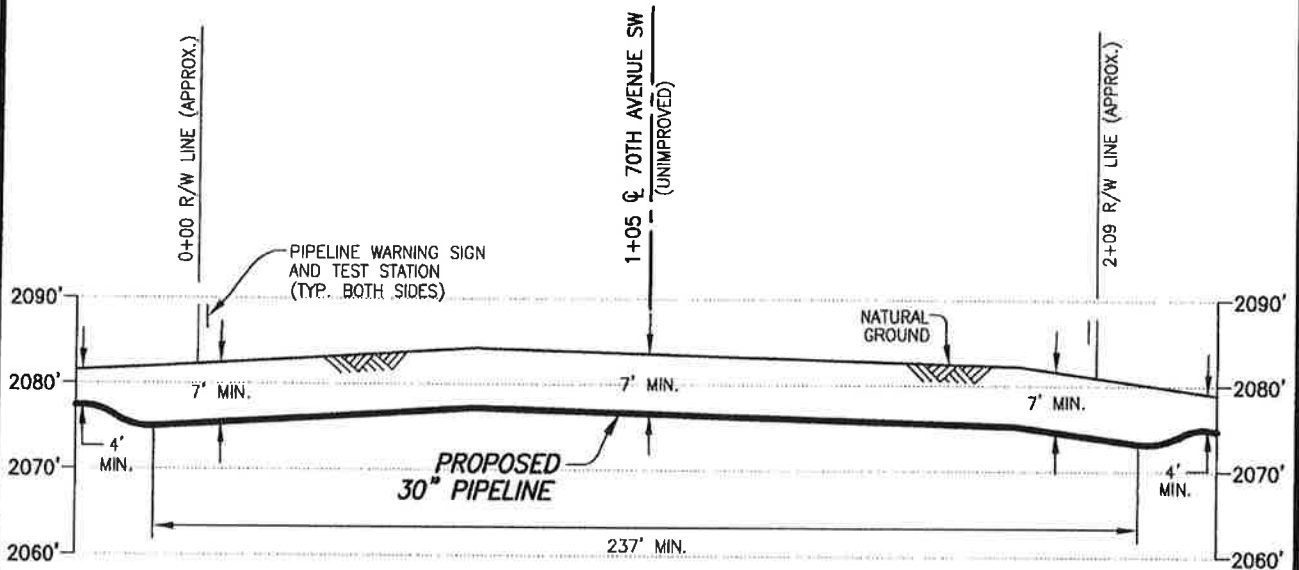 0+00 R/W LINE (APPROX.)
1+05 ℄ 70TH AVENUE SW
(UNIMPROVED)
2+09 R/W LINE (APPROX.)
PIPELINE WARNING SIGN
AND TEST STATION
(TYP. BOTH SIDES)
2090'
2090'
NATURAL
GROUND
2080'
7' MIN.
7' MIN.
7' MIN.
2080'
4'
MIN.
2070'
PROPOSED
30" PIPELINE
4'
MIN.
2070'
2060'
237' MIN.
2060'